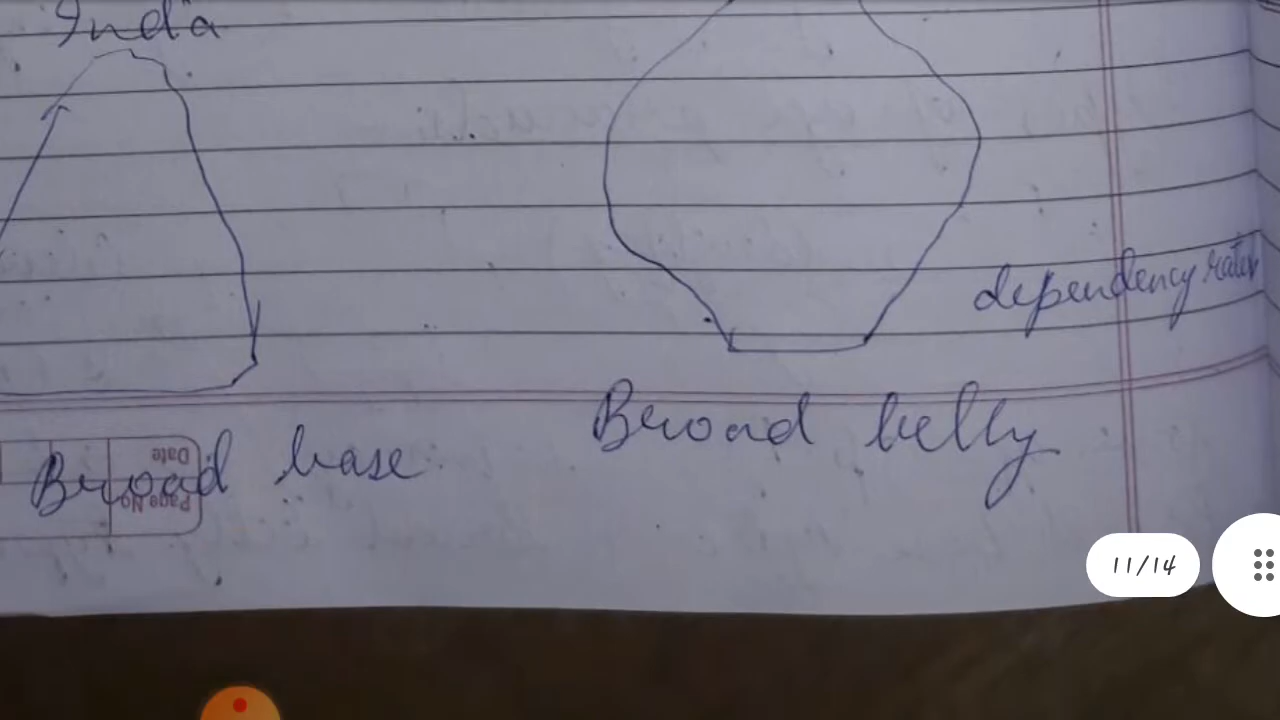 India
dependency ratio
Broad belly
Broad base
Date
Page No.
11/14